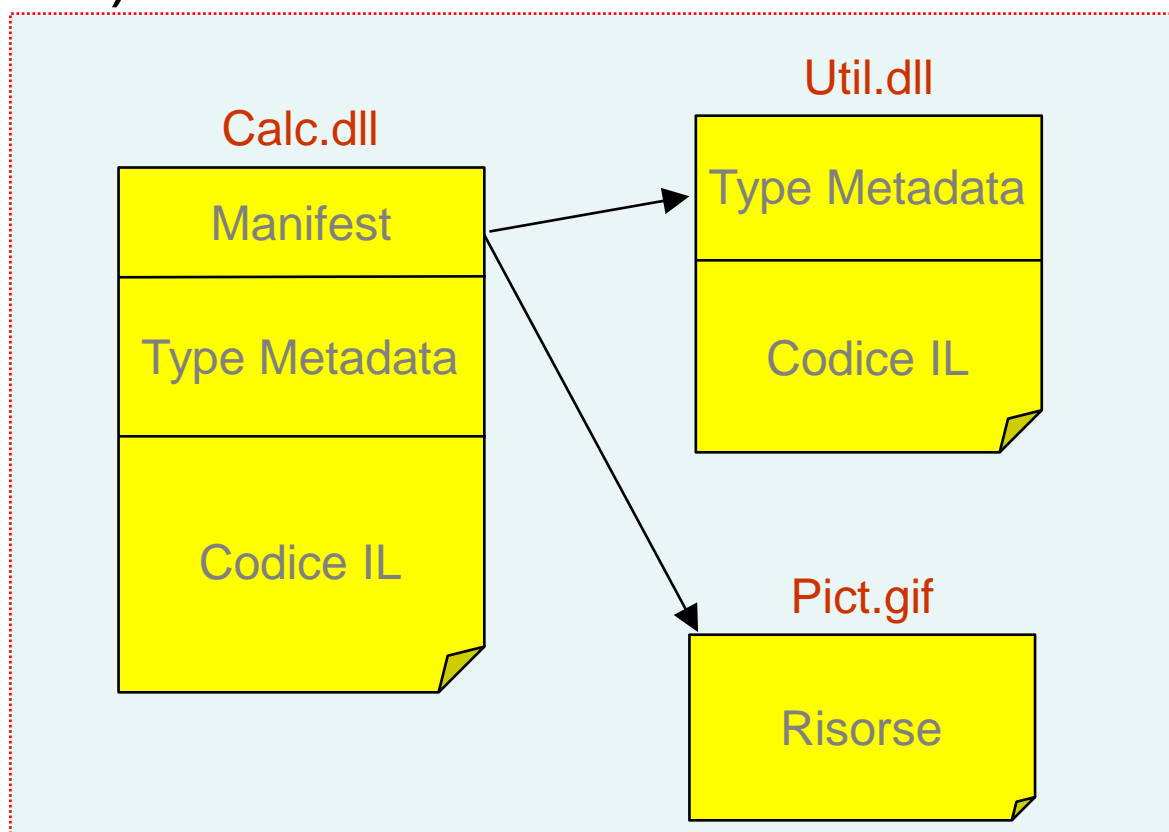 Calc.dll
Manifest
Type Metadata
Codice IL
Util.dll
Type Metadata
Codice IL
Pict.gif
Risorse